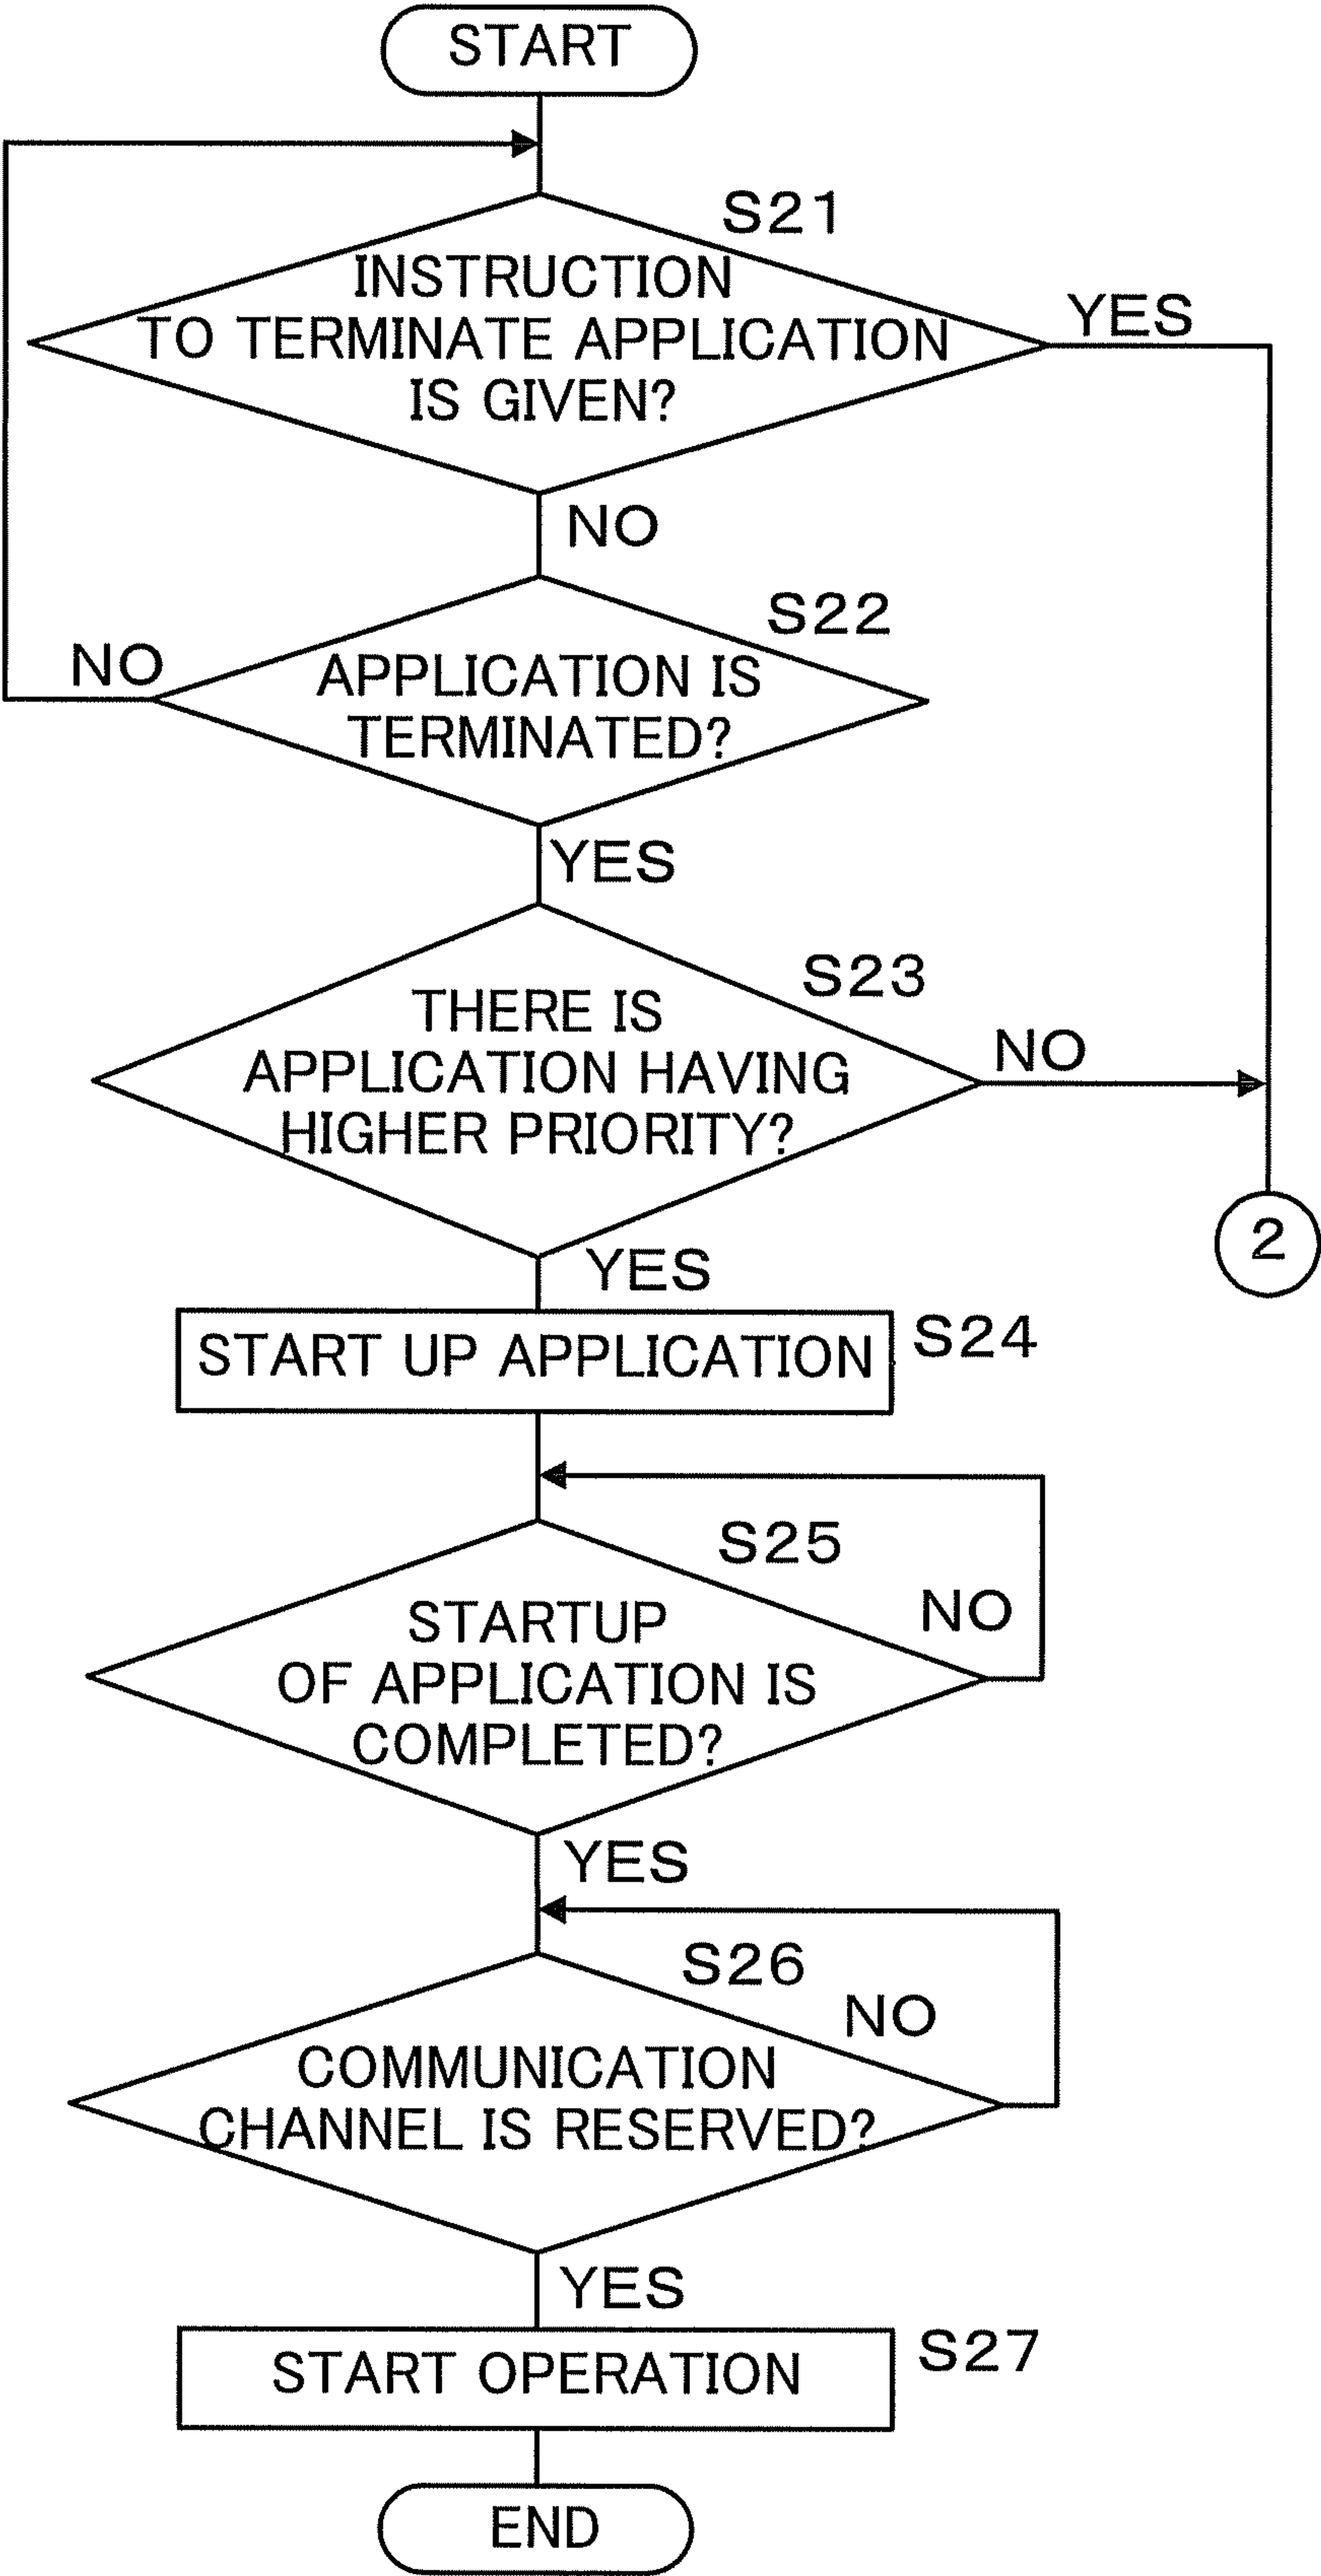 START
S21
INSTRUCTION
TO TERMINATE APPLICATION
IS GIVEN?
YES
NO
S22
NO
APPLICATION IS
TERMINATED?
YES
S23
THERE IS
APPLICATION HAVING
HIGHER PRIORITY?
NO
2
YES
START UP APPLICATION
S24
S25
NO
STARTUP
OF APPLICATION IS
COMPLETED?
YES
S26
NO
COMMUNICATION
CHANNEL IS RESERVED?
YES
START OPERATION
S27
END